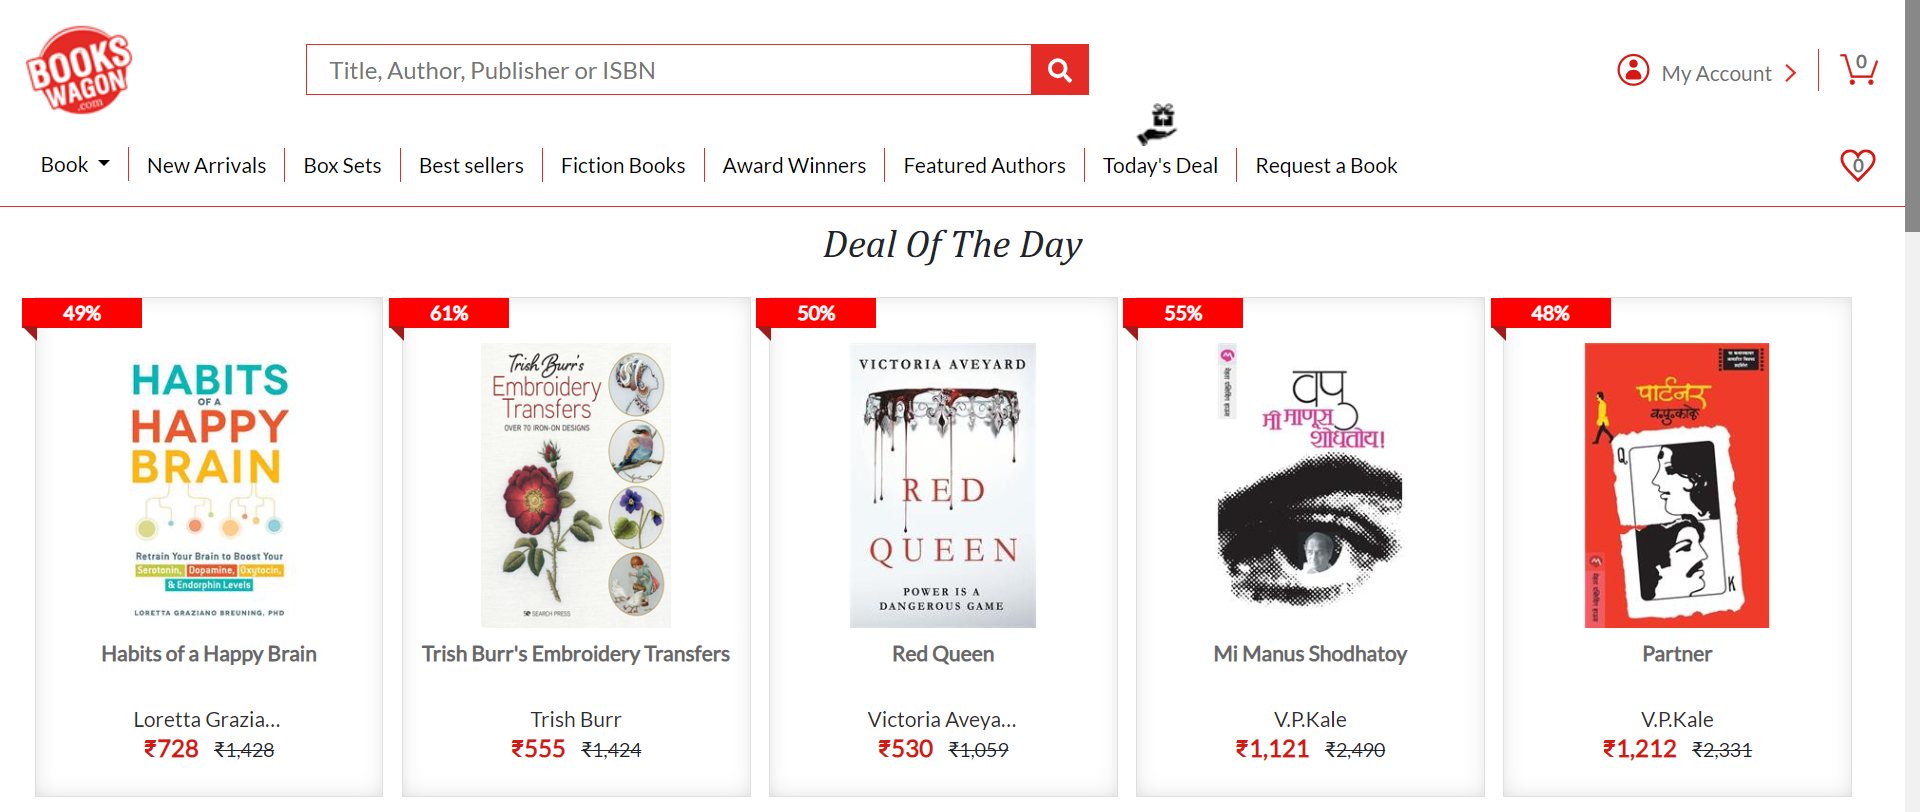 BOOKS
WAGON
.com
Title, Author, Publisher or ISBN
My Account
0
Book
New Arrivals
Box Sets
Best sellers
Fiction Books
Award Winners
Featured Authors
Today's Deal
Request a Book
0
Deal Of The Day
49%
HABITS
OF A
HAPPY
BRAIN
Retrain Your Brain to Boost Your
Serotonin, Dopamine, Oxytocin,
& Endorphin Levels
LORETTA GRAZIANO BREUNING, PHD
Habits of a Happy Brain
Loretta Grazia...
₹728 ₹1,428
61%
Trish Burr's
Embroidery
Transfers
OVER 70 IRON-ON DESIGNS
SEARCH PRESS
Trish Burr's Embroidery Transfers
Trish Burr
₹555 ₹1,424
50%
VICTORIA AVEYARD
RED
QUEEN
POWER IS A
DANGEROUS GAME
Red Queen
Victoria Aveya...
₹530 ₹1,059
55%
वपु
मी माणूस
शोधतोय!
Mi Manus Shodhatoy
V.P.Kale
₹1,121 ₹2,490
48%
पार्टनर
व.पु.काळे
Q
K
Partner
V.P.Kale
₹1,212 ₹2,331